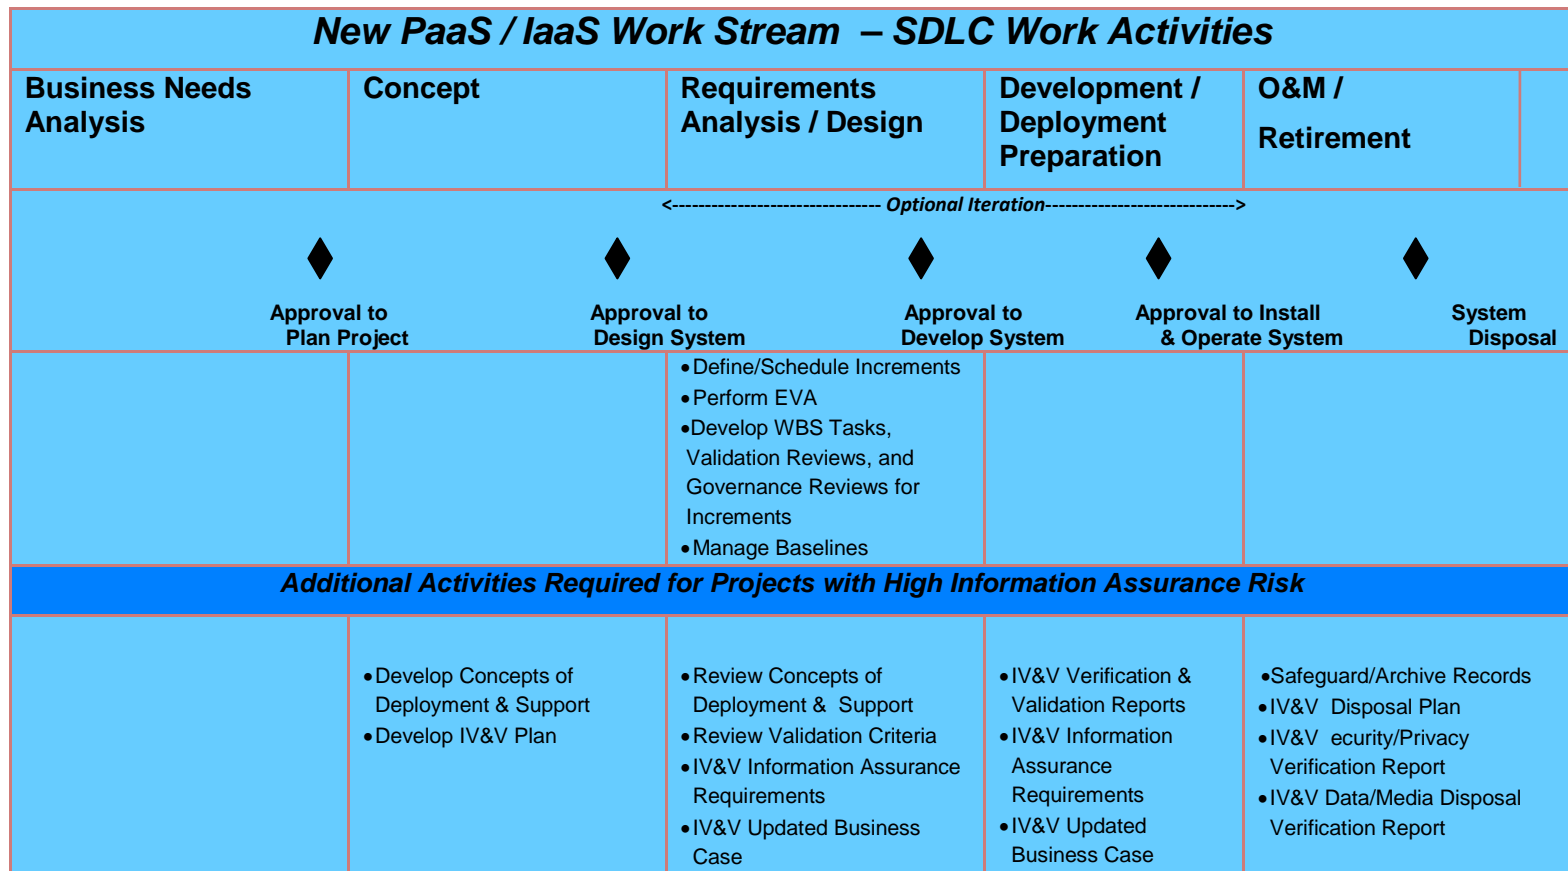 New PaaS / IaaS Work Stream – SDLC Work Activities
Business Needs
Analysis
Concept
Requirements
Analysis / Design
Development /
Deployment
Preparation
O&M /
Retirement
<-------------------------------- Optional Iteration----------------------------->
Approval to
Plan Project
Approval to
Design System
Approval to
Develop System
Approval to Install
& Operate System
System
Disposal
•Define/Schedule Increments
•Perform EVA
•Develop WBS Tasks,
Validation Reviews, and
Governance Reviews for
Increments
•Manage Baselines
Additional Activities Required for Projects with High Information Assurance Risk
•Develop Concepts of
Deployment & Support
•Develop IV&V Plan
•Review Concepts of
Deployment & Support
•Review Validation Criteria
•IV&V Information Assurance
Requirements
•IV&V Updated Business
Case
•IV&V Verification &
Validation Reports
•IV&V Information
Assurance
Requirements
•IV&V Updated
Business Case
•Safeguard/Archive Records
•IV&V Disposal Plan
•IV&V ecurity/Privacy
Verification Report
•IV&V Data/Media Disposal
Verification Report